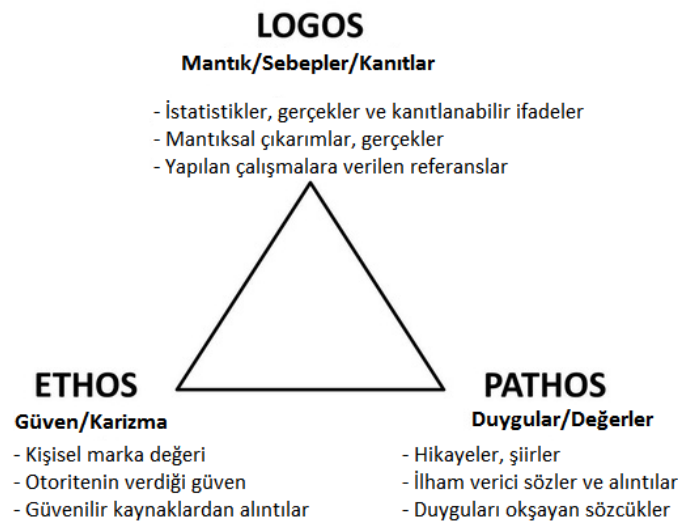 LOGOS
Mantık/Sebepler/Kanıtlar
- İstatistikler, gerçekler ve kanıtlanabilir ifadeler
- Mantıksal çıkarımlar, gerçekler
- Yapılan çalışmalara verilen referanslar
ETHOS
Güven/Karizma
- Kişisel marka değeri
- Otoritenin verdiği güven
- Güvenilir kaynaklardan alıntılar
PATHOS
Duygular/Değerler
- Hikayeler, şiirler
- İlham verici sözler ve alıntılar
- Duyguları okşayan sözcükler